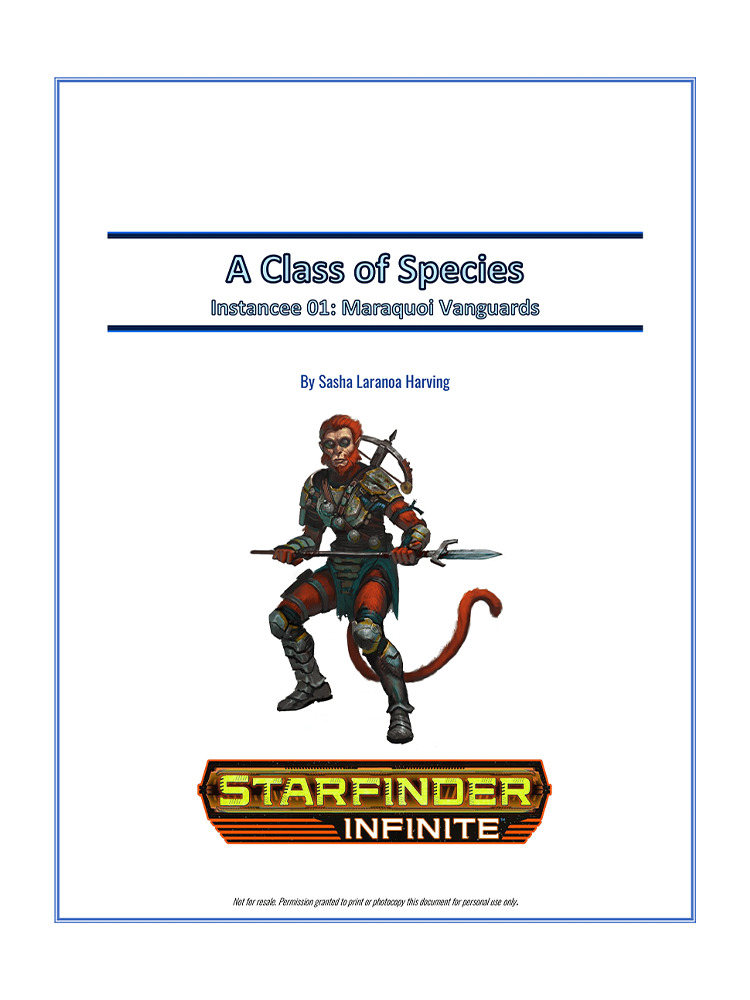 A Class of Species
Instancee 01: Maraquoi Vanguards
By Sasha Laranoa Harving
STARFINDER
INFINITE
Not for resale. Permission granted to print or photocopy this document for personal use only.